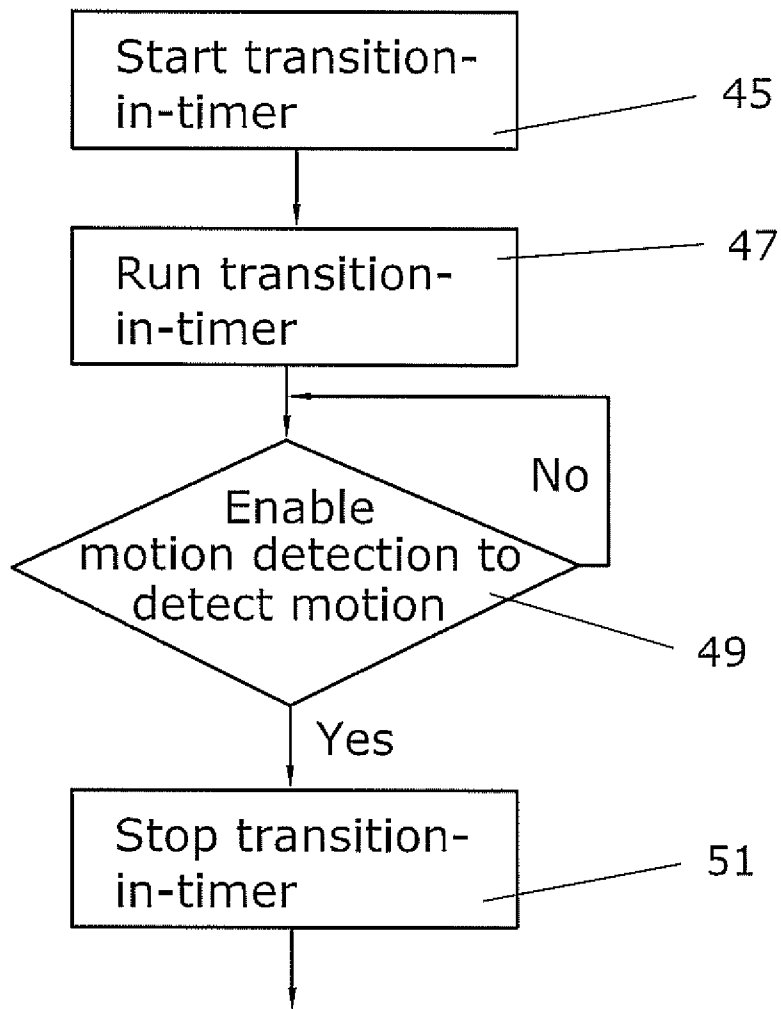 Start transition-
in-timer
45
Run transition-
in-timer
47
No
Enable
motion detection to
detect motion
49
Yes
Stop transition-
in-timer
51